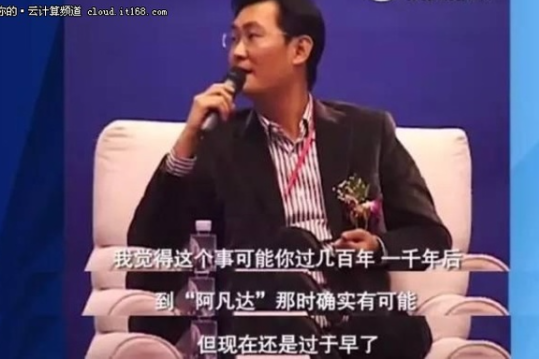 你的·云计算频道 cloud.it168.com
我觉得这个事可能你过几百年 一千年后
到“阿凡达”那时确实有可能
但现在还是过于早了